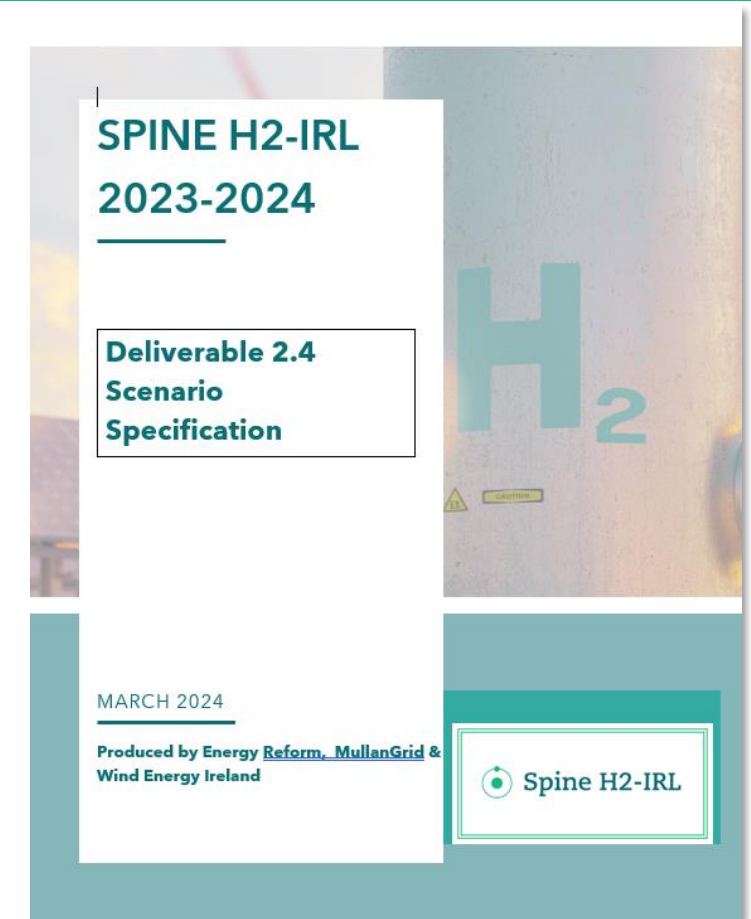 SPINE H2-IRL
2023-2024
Deliverable 2.4
Scenario
Specification
H2
CAUTION
MARCH 2024
Produced by Energy Reform, MullanGrid &
Wind Energy Ireland
Spine H2-IRL